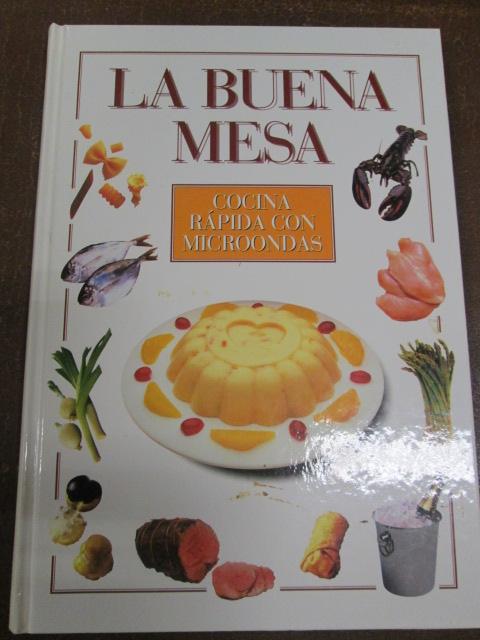 LA BUENA
MESA
COCINA
RÁPIDA CON
MICROONDAS